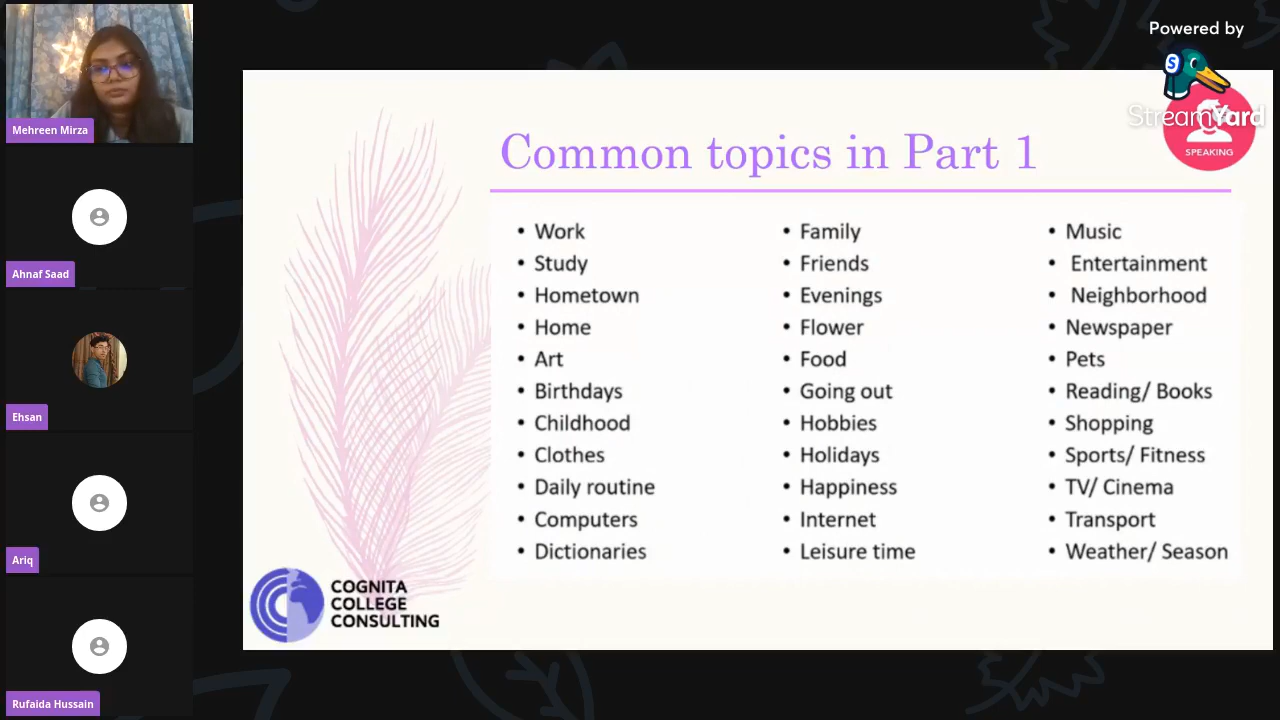 Mehreen Mirza
Ahnaf Saad
Ehsan
Ariq
Rufaida Hussain
Powered by
S
StreamYard
SPEAKING
Common topics in Part 1
• Work
• Study
• Hometown
• Home
• Art
• Birthdays
• Childhood
• Clothes
• Daily routine
• Computers
• Dictionaries
• Family
• Friends
• Evenings
• Flower
• Food
• Going out
• Hobbies
• Holidays
• Happiness
• Internet
• Leisure time
• Music
• Entertainment
• Neighborhood
• Newspaper
• Pets
• Reading/ Books
• Shopping
• Sports/ Fitness
• TV/ Cinema
• Transport
• Weather/ Season
COGNITA
COLLEGE
CONSULTING